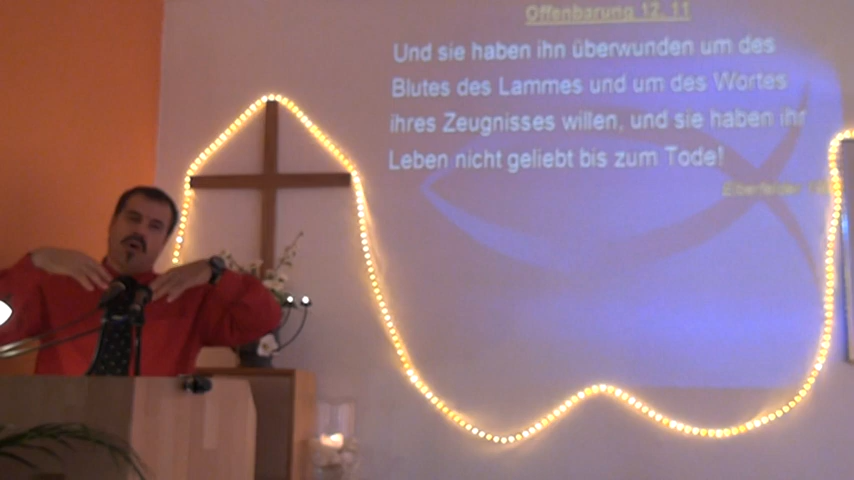 Offenbarung 12, 11
Und sie haben ihn überwunden um des
Blutes des Lammes und um des Wortes
ihres Zeugnisses willen, und sie haben ihr
Leben nicht geliebt bis zum Tode!
Elberfelder